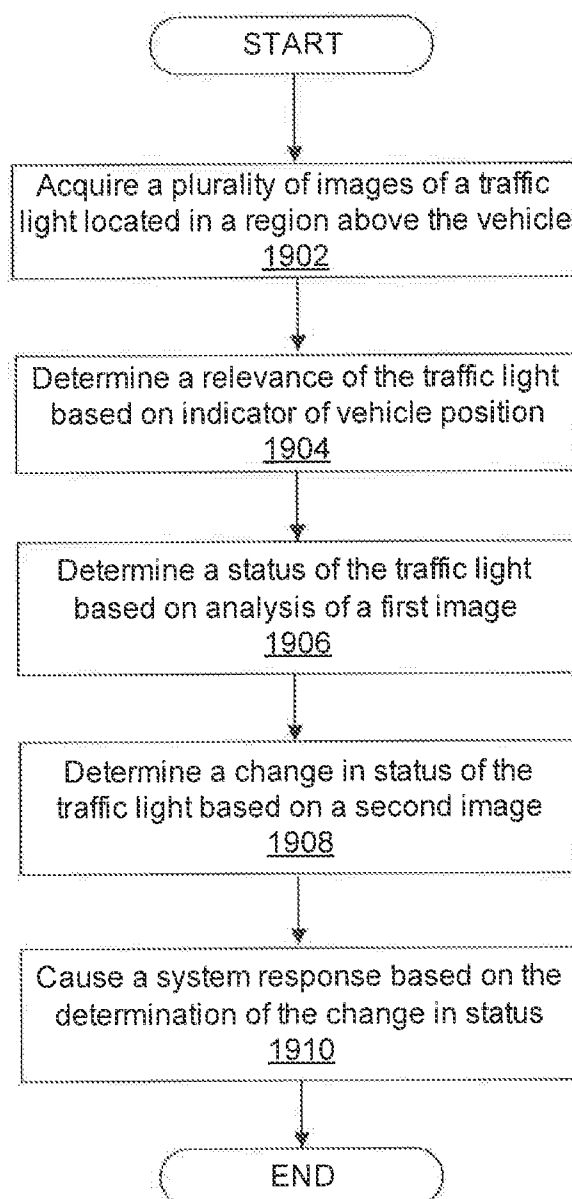 START
Acquire a plurality of images of a traffic
light located in a region above the vehicle
1902
Determine a relevance of the traffic light
based on indicator of vehicle position
1904
Determine a status of the traffic light
based on analysis of a first image
1906
Determine a change in status of the
traffic light based on a second image
1908
Cause a system response based on the
determination of the change in status
1910
END